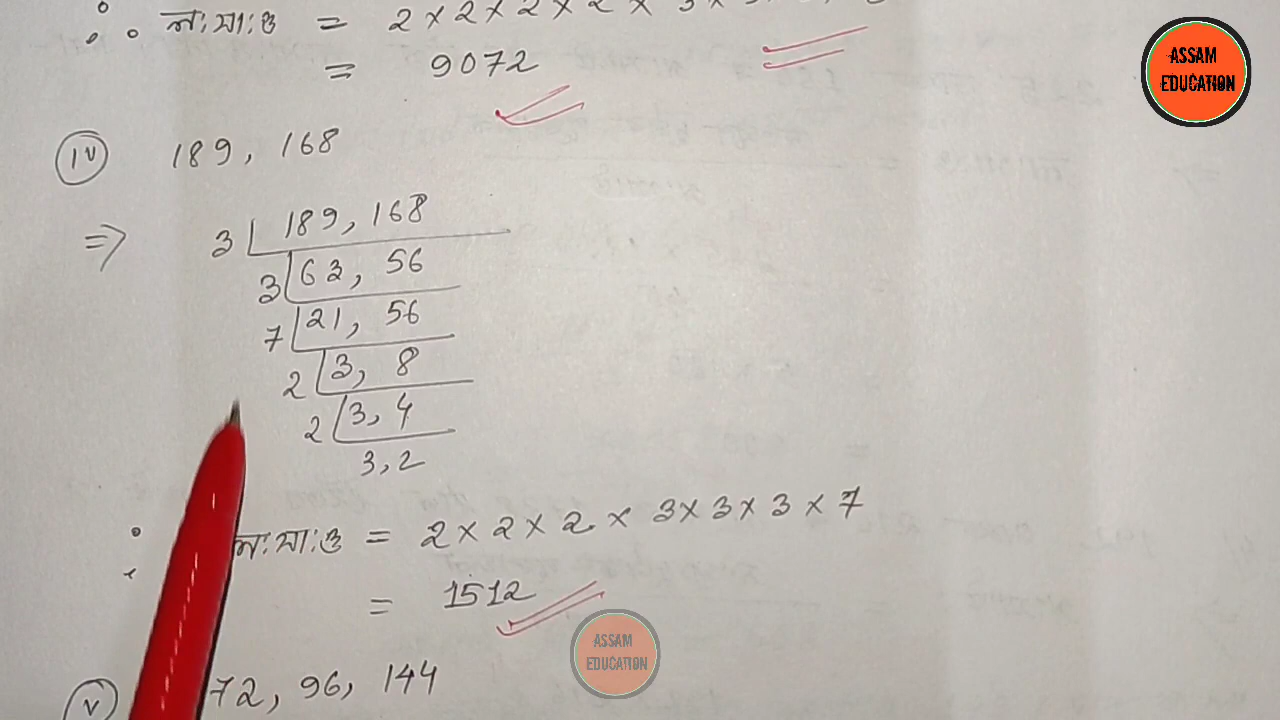 ∴ ল:সা:গু = 2 × 2 × 2 × 2 × 3 ×
= 9072
iv 189, 168
⇒ 3 189, 168
3 63, 56
7 21, 56
2 3, 8
2 3, 4
3, 2
∴ ল:সা:গু = 2 × 2 × 2 × 3 × 3 × 3 × 7
= 1512
v 72, 96, 144
ASSAM
EDUCATION
ASSAM
EDUCATION